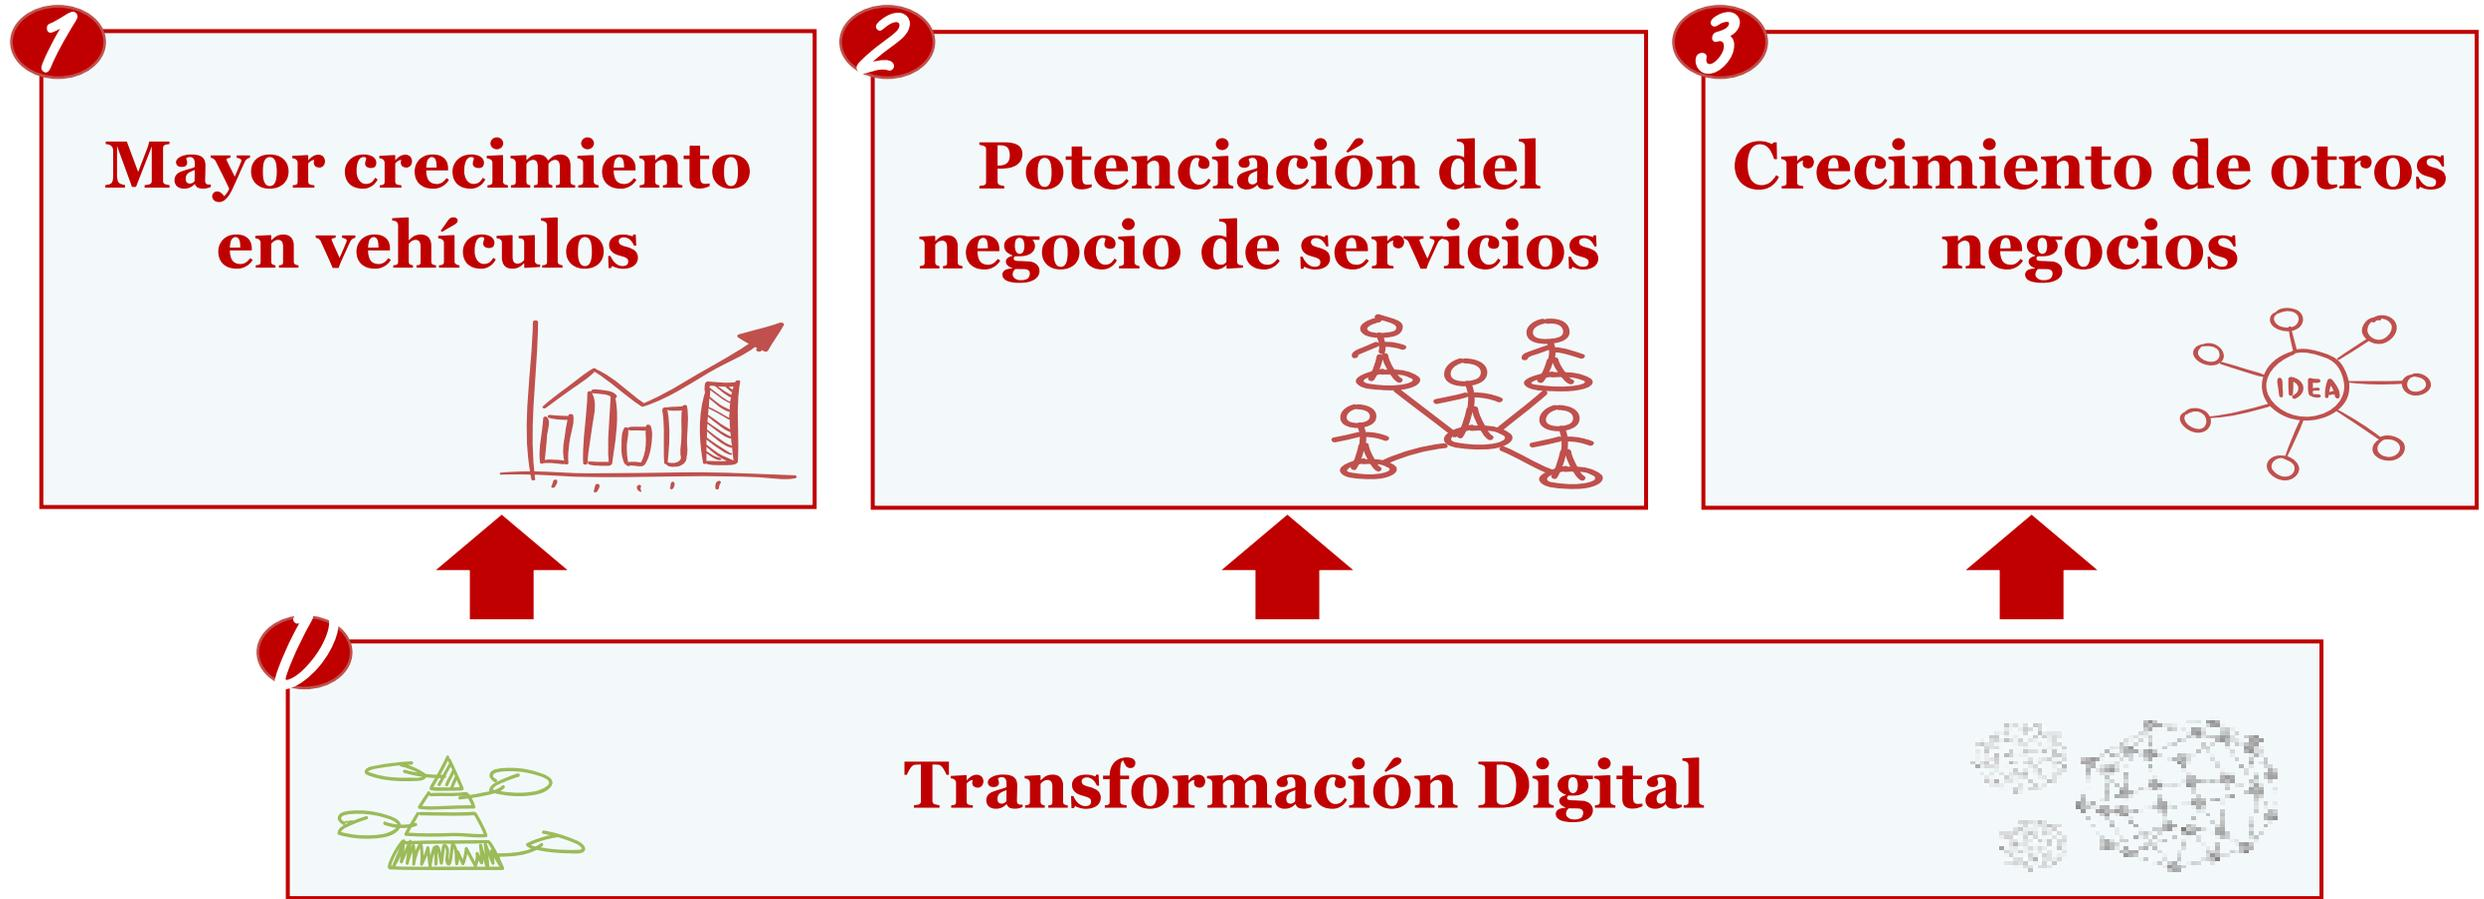 1
Mayor crecimiento
en vehículos
2
Potenciación del
negocio de servicios
3
Crecimiento de otros
negocios
IDEA
Transformación Digital